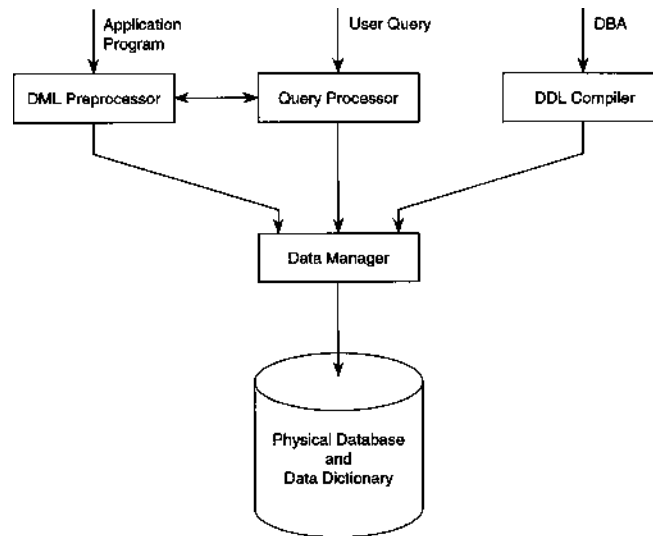 Application
Program
User Query
DBA
DML Preprocessor
Query Processor
DDL Compiler
Data Manager
Physical Database
and
Data Dictionary